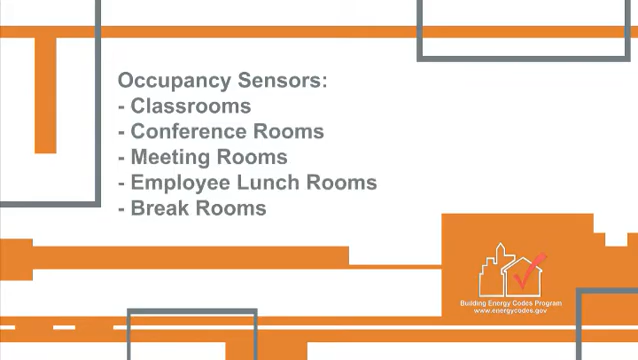 Occupancy Sensors:
- Classrooms
- Conference Rooms
- Meeting Rooms
- Employee Lunch Rooms
- Break Rooms
Building Energy Codes Program
www.energycodes.gov